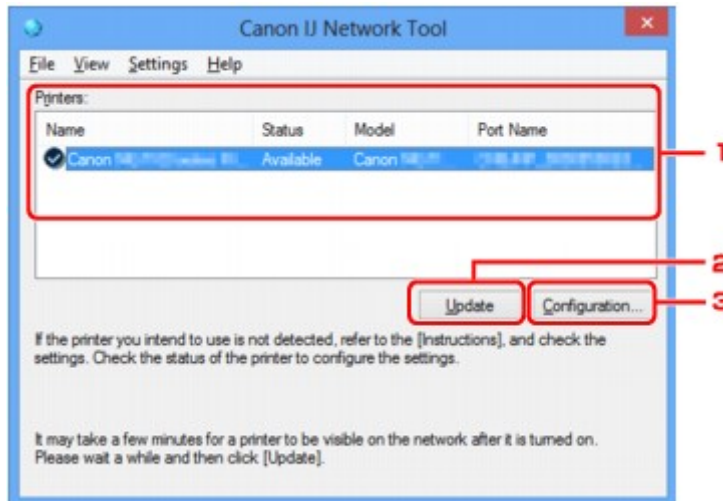 Canon IJ Network Tool
File View Settings Help
Printers:
Name Status Model Port Name
Canon Available Canon
1
2
Update Configuration...
3
If the printer you intend to use is not detected, refer to the [Instructions], and check the
settings. Check the status of the printer to configure the settings.
It may take a few minutes for a printer to be visible on the network after it is turned on.
Please wait a while and then click [Update].